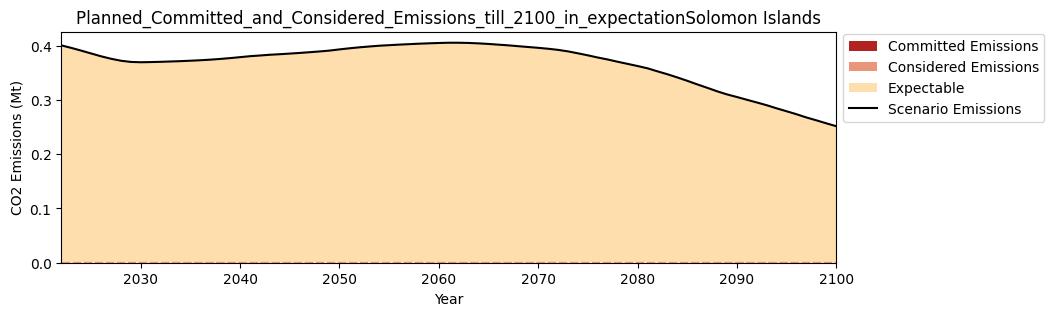 Planned_Committed_and_Considered_Emissions_till_2100_in_expectationSolomon Islands
Committed Emissions
Considered Emissions
Expectable
Scenario Emissions
CO2 Emissions (Mt)
0.4
0.3
0.2
0.1
0.0
2030 2040 2050 2060 2070 2080 2090 2100
Year